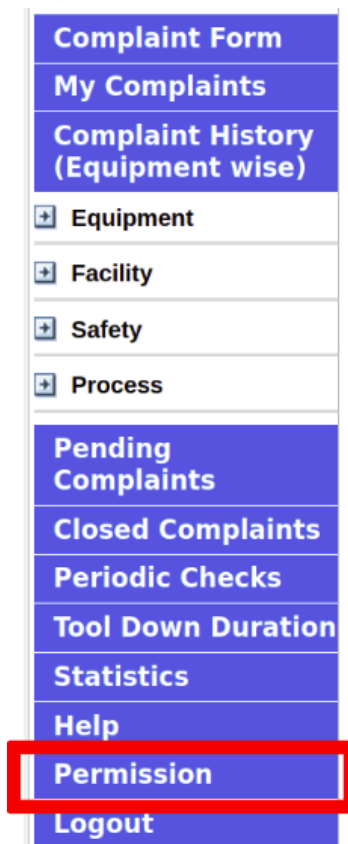 Complaint Form
My Complaints
Complaint History
(Equipment wise)
Equipment
Facility
Safety
Process
Pending
Complaints
Closed Complaints
Periodic Checks
Tool Down Duration
Statistics
Help
Permission
Logout